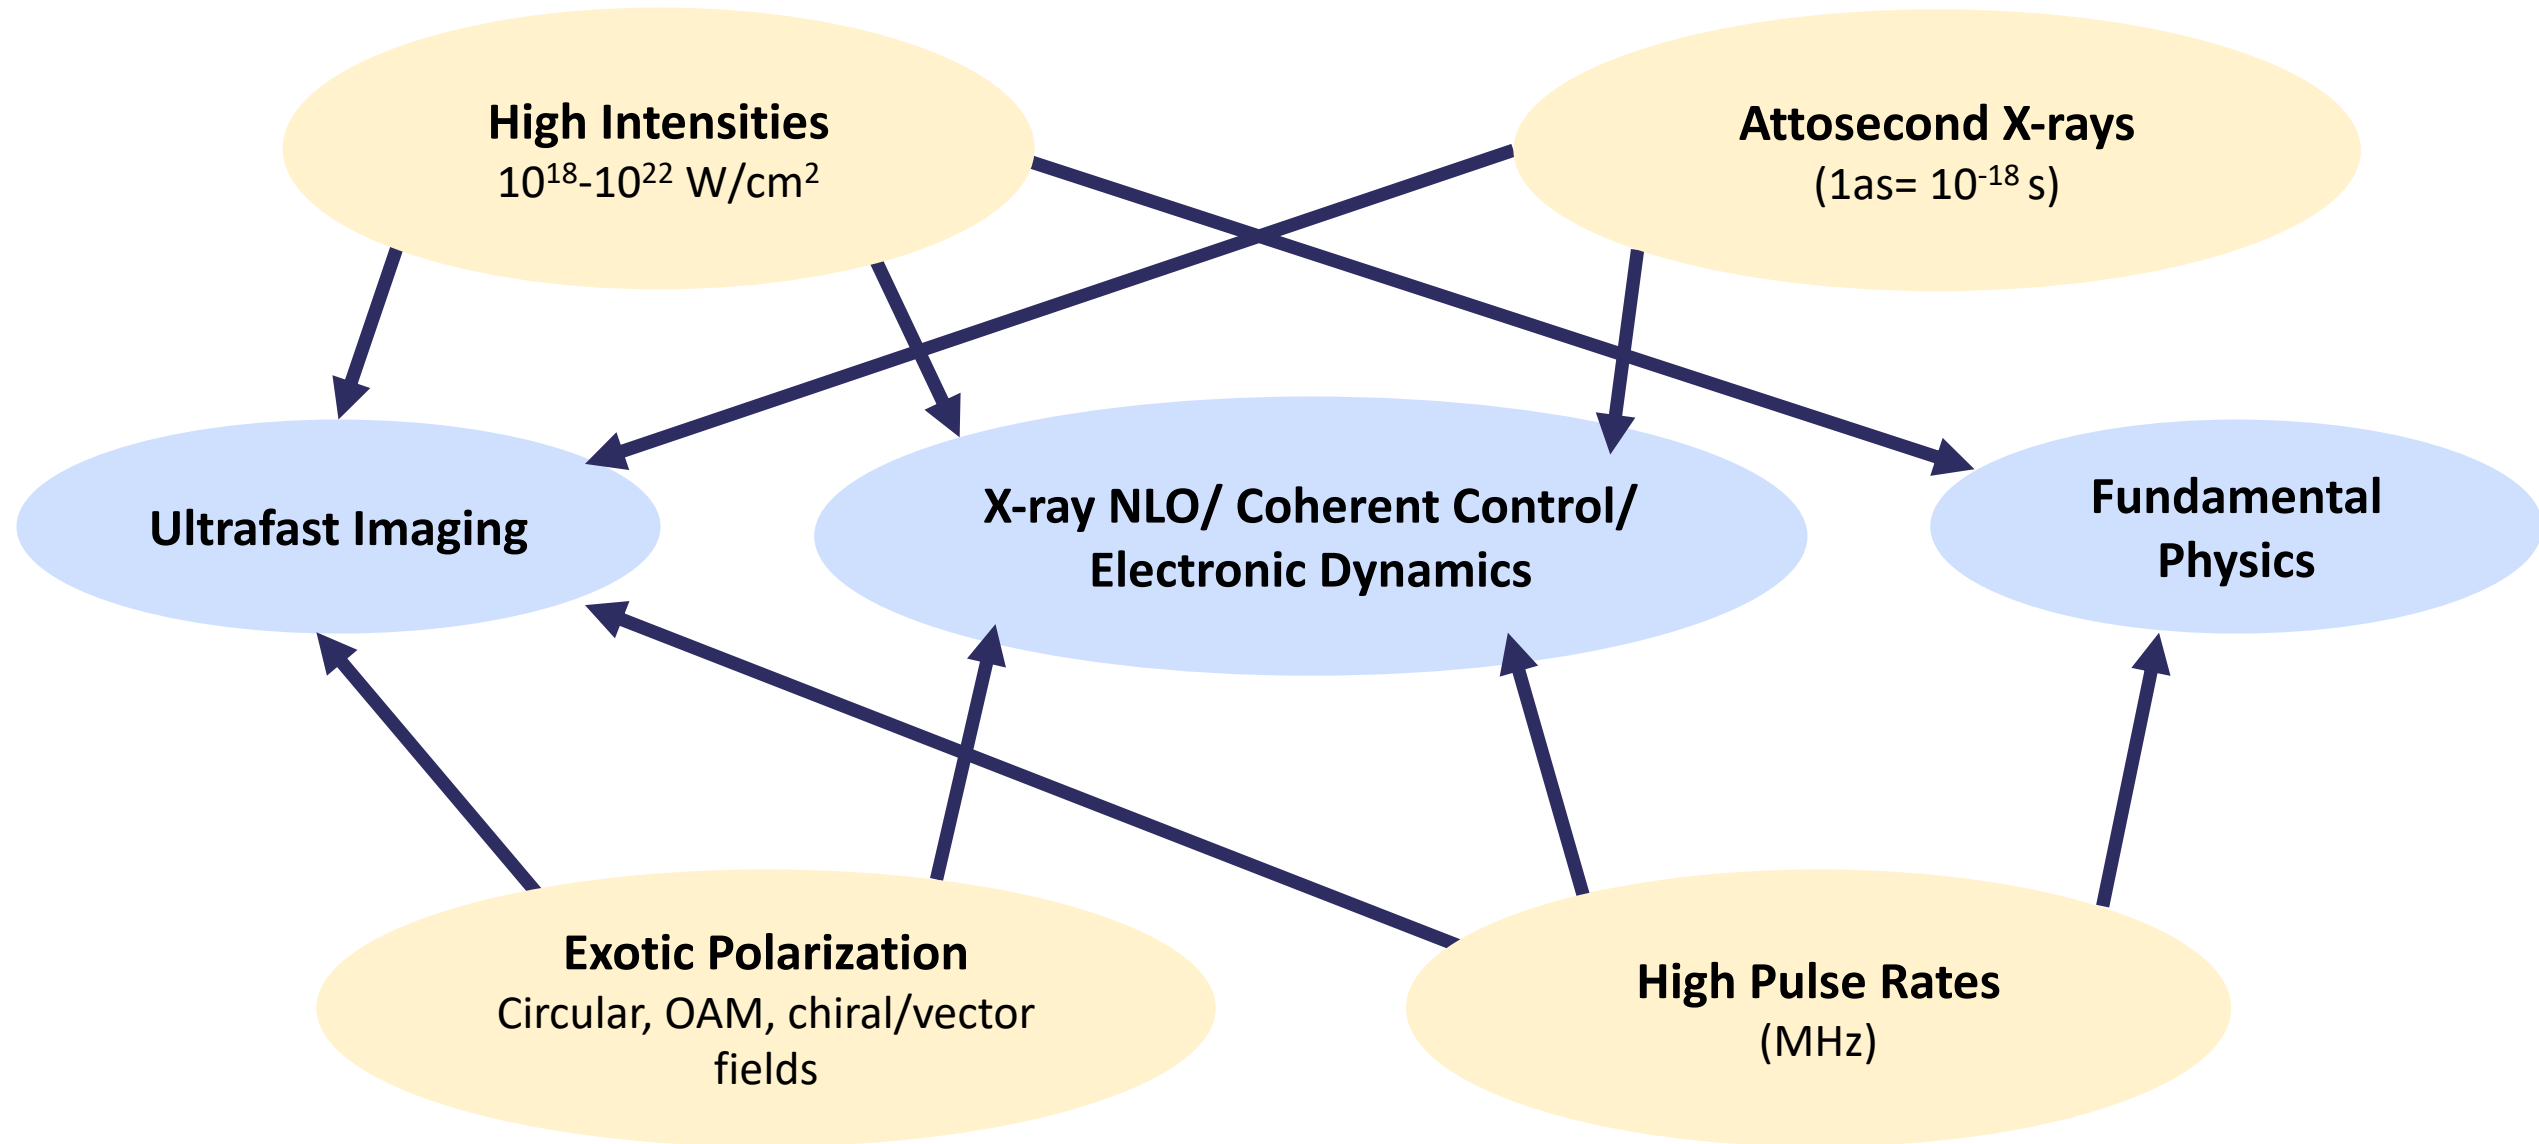 High Intensities
10¹⁸-10²² W/cm²
Attosecond X-rays
(1as= 10⁻¹⁸ s)
Ultrafast Imaging
X-ray NLO/ Coherent Control/
Electronic Dynamics
Fundamental
Physics
Exotic Polarization
Circular, OAM, chiral/vector
fields
High Pulse Rates
(MHz)